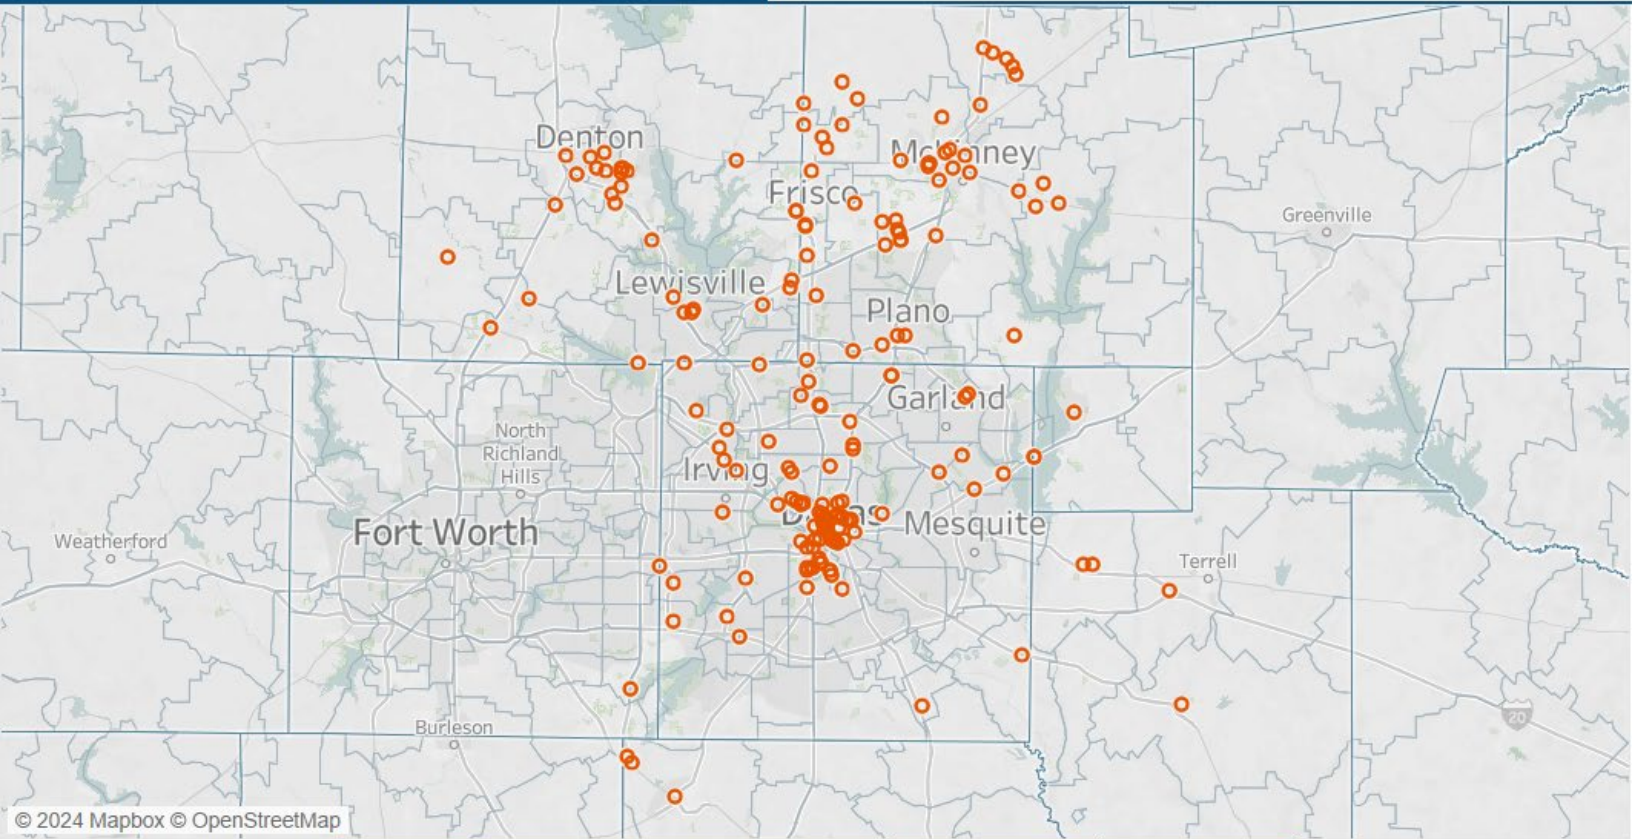 Denton
McKinney
Frisco
Greenville
Lewisville
Plano
Garland
North
Richland
Hills
Irving
Dallas
Fort Worth
Mesquite
Weatherford
Terrell
20
Burleson
© 2024 Mapbox © OpenStreetMap